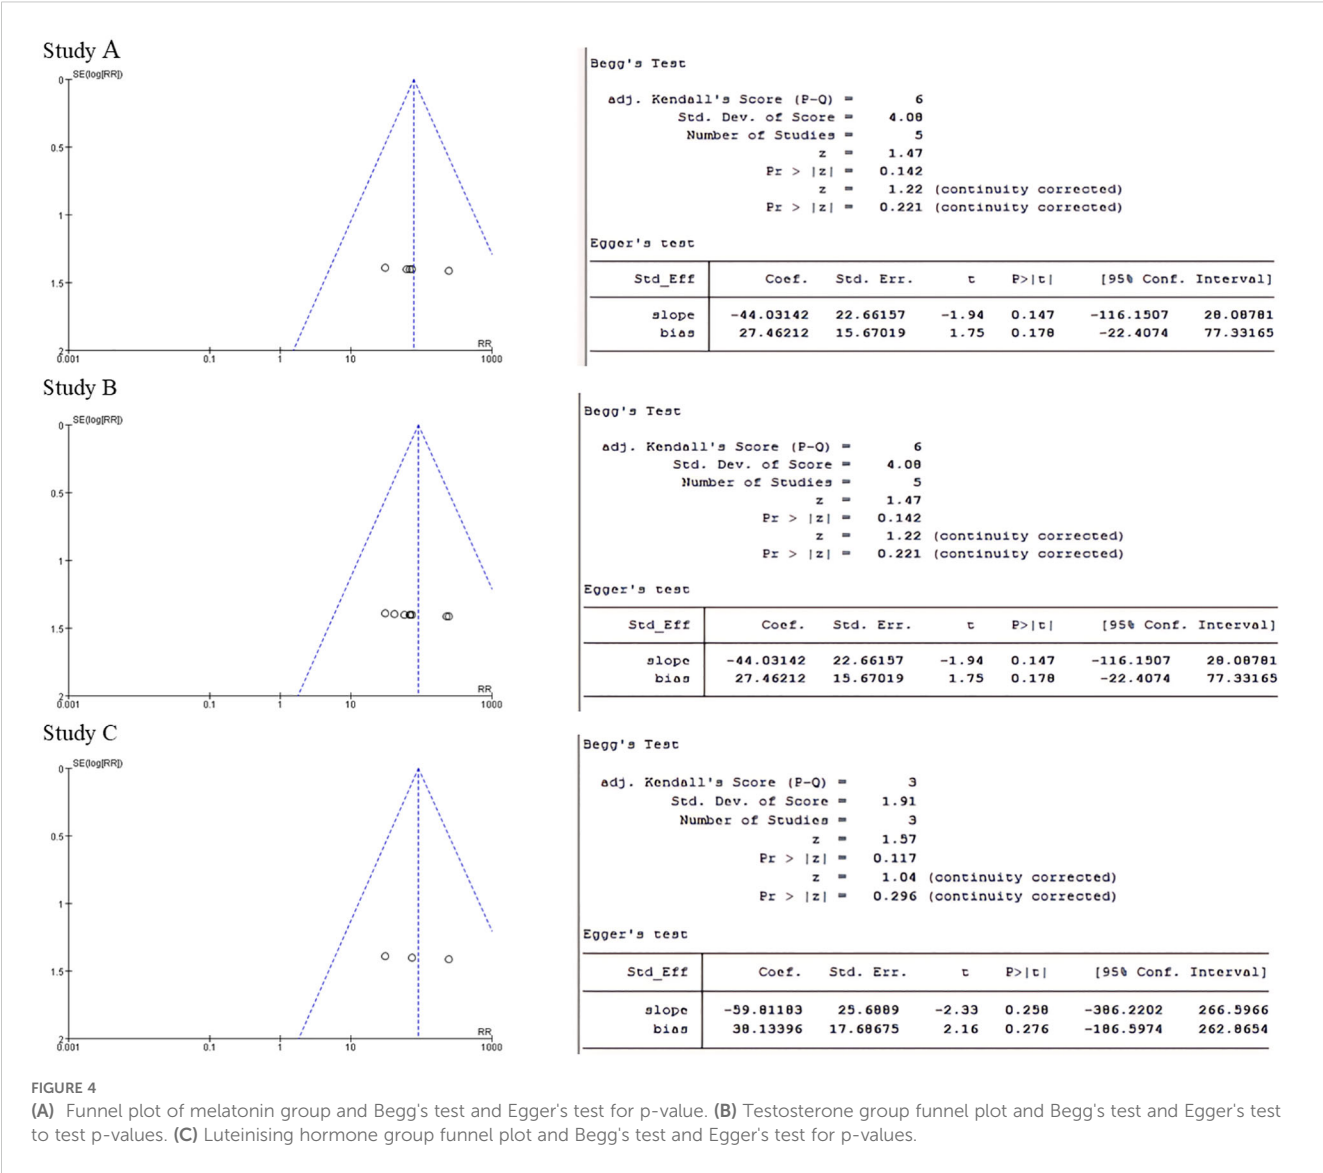 Study A
SE(log[RR])
0
0.5
1
1.5
2
RR
0.001 0.1 1 10 1000
Begg's Test
adj. Kendall's Score (P-Q) = 6
Std. Dev. of Score = 4.08
Number of Studies = 5
z = 1.47
Pr > |z| = 0.142
z = 1.22 (continuity corrected)
Pr > |z| = 0.221 (continuity corrected)
Egger's test
Std_Eff Coef. Std. Err. t P>|t| [95% Conf. Interval]
slope -44.03142 22.66157 -1.94 0.147 -116.1507 28.08781
bias 27.46212 15.67019 1.75 0.178 -22.4074 77.33165
Study B
SE(log[RR])
0
0.5
1
1.5
2
RR
0.001 0.1 1 10 1000
Begg's Test
adj. Kendall's Score (P-Q) = 6
Std. Dev. of Score = 4.08
Number of Studies = 5
z = 1.47
Pr > |z| = 0.142
z = 1.22 (continuity corrected)
Pr > |z| = 0.221 (continuity corrected)
Egger's test
Std_Eff Coef. Std. Err. t P>|t| [95% Conf. Interval]
slope -44.03142 22.66157 -1.94 0.147 -116.1507 28.08781
bias 27.46212 15.67019 1.75 0.178 -22.4074 77.33165
Study C
SE(log[RR])
0
0.5
1
1.5
2
RR
0.001 0.1 1 10 1000
Begg's Test
adj. Kendall's Score (P-Q) = 3
Std. Dev. of Score = 1.91
Number of Studies = 3
z = 1.57
Pr > |z| = 0.117
z = 1.04 (continuity corrected)
Pr > |z| = 0.296 (continuity corrected)
Egger's test
Std_Eff Coef. Std. Err. t P>|t| [95% Conf. Interval]
slope -59.81183 25.6889 -2.33 0.258 -386.2202 266.5966
bias 38.13396 17.68675 2.16 0.276 -186.5974 262.8654
FIGURE 4
(A) Funnel plot of melatonin group and Begg's test and Egger's test for p-value. (B) Testosterone group funnel plot and Begg's test and Egger's test
to test p-values. (C) Luteinising hormone group funnel plot and Begg's test and Egger's test for p-values.